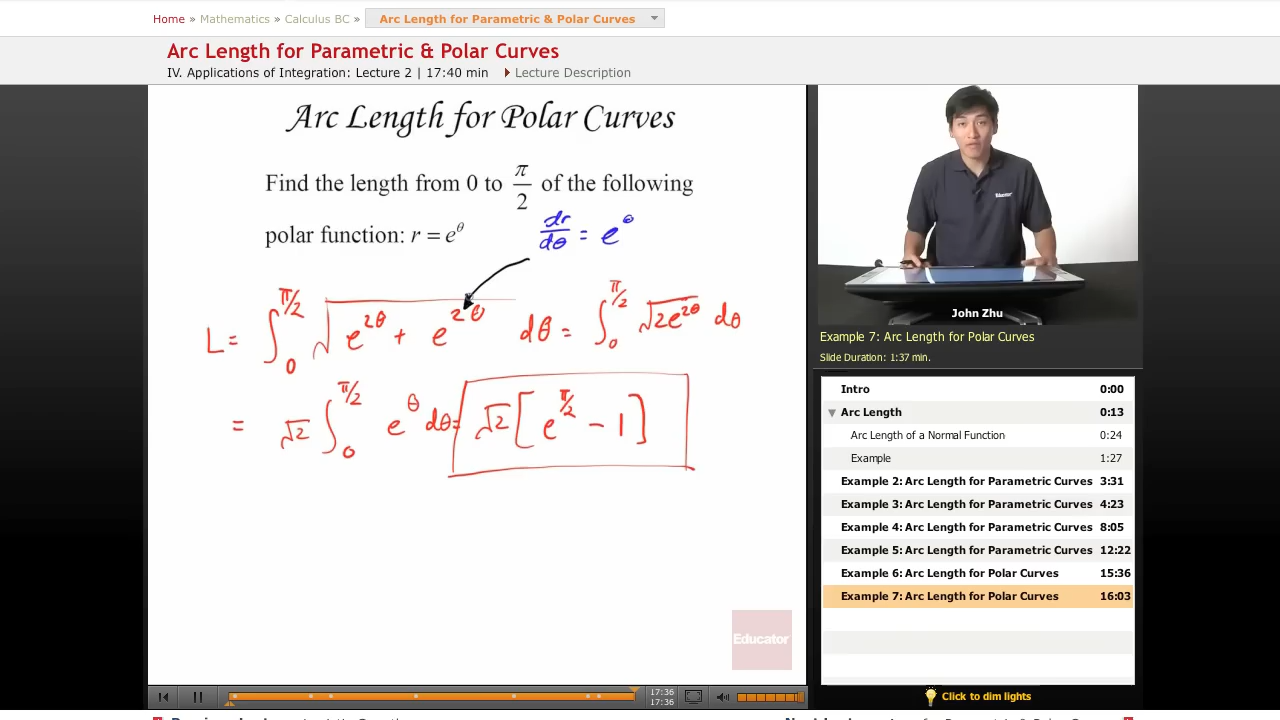 Home » Mathematics » Calculus BC » Arc Length for Parametric & Polar Curves
Arc Length for Parametric & Polar Curves
IV. Applications of Integration: Lecture 2 | 17:40 min Lecture Description
Arc Length for Polar Curves
Find the length from 0 to π/2 of the following
polar function: r = e^θ
dr/dθ = e^θ
L = ∫_0^{π/2} √(e^{2θ} + e^{2θ}) dθ = ∫_0^{π/2} √(2e^{2θ}) dθ
= √2 ∫_0^{π/2} e^θ dθ = √2 [e^{π/2} - 1]
Educator
17:36
17:36
Educator
John Zhu
Example 7: Arc Length for Polar Curves
Slide Duration: 1:37 min.
Intro 0:00
Arc Length 0:13
Arc Length of a Normal Function 0:24
Example 1:27
Example 2: Arc Length for Parametric Curves 3:31
Example 3: Arc Length for Parametric Curves 4:23
Example 4: Arc Length for Parametric Curves 8:05
Example 5: Arc Length for Parametric Curves 12:22
Example 6: Arc Length for Polar Curves 15:36
Example 7: Arc Length for Polar Curves 16:03
Click to dim lights